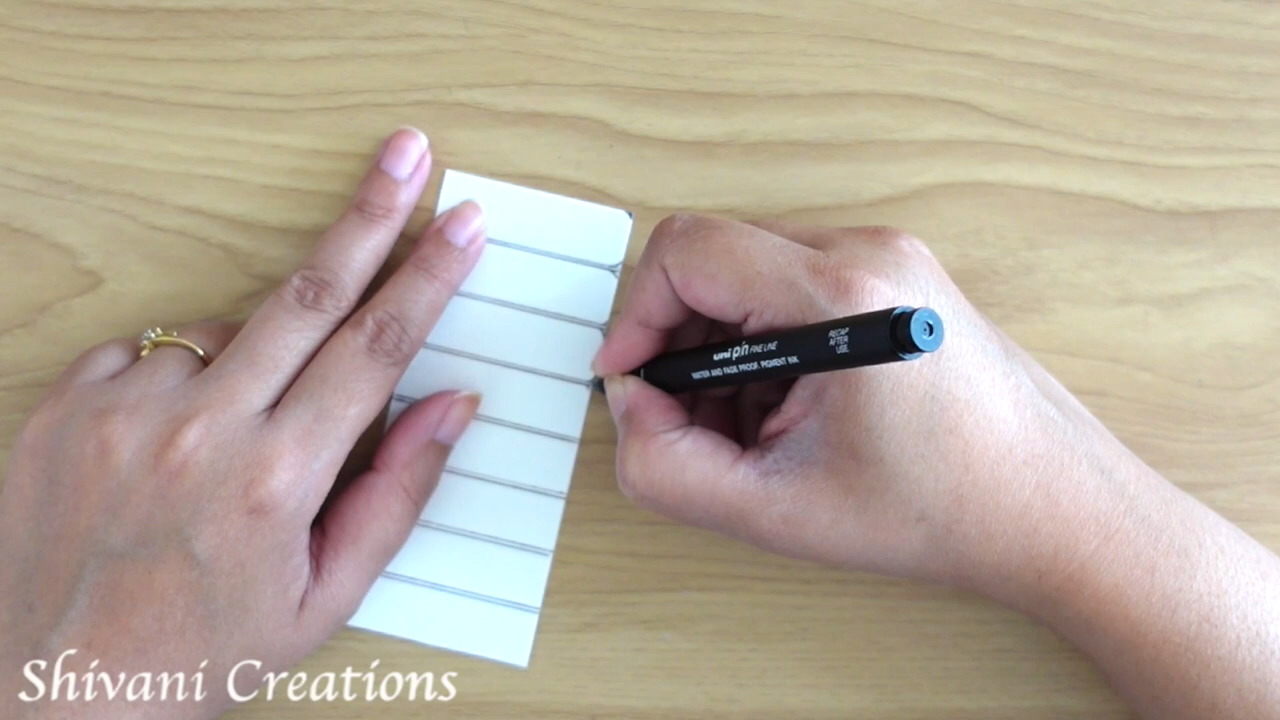 uni pin FINE LINE
WATER AND FADE PROOF, PIGMENT INK
RECAP
AFTER
USE
Shivani Creations